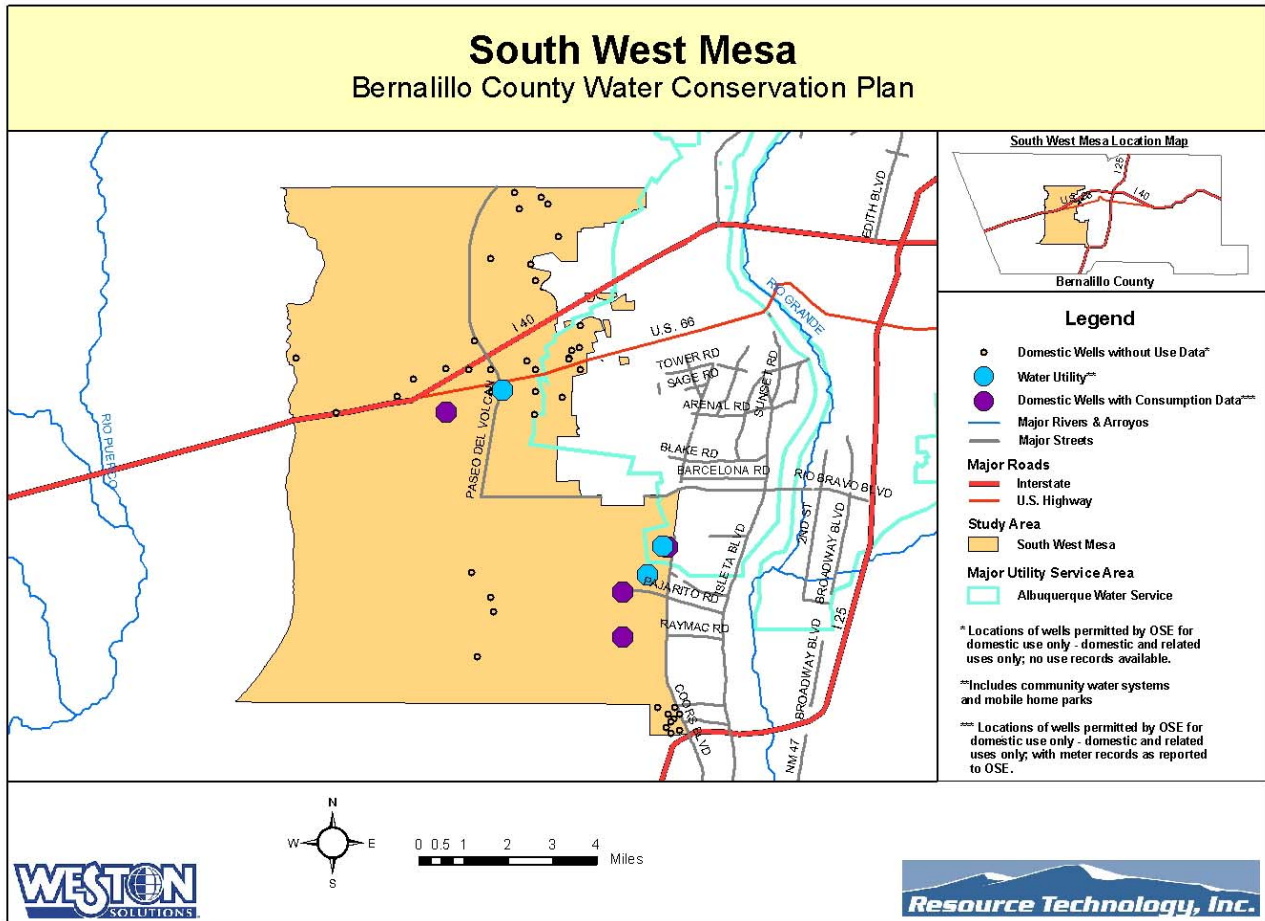 South West Mesa
Bernalillo County Water Conservation Plan
South West Mesa Location Map
I 25
I 40
U.S. 66
Bernalillo County
EDITH BLVD
RIO GRANDE
I 40
U.S. 66
TOWER RD
SAGE RD
SUNSET RD
ARENAL RD
PASEO DEL VOLCAN
RIO PUERCO
BLAKE RD
BARCELONA RD
RIO BRAVO BLVD
2ND ST
BROADWAY BLVD
ISLETA BLVD
PAJARITO RD
RAYMAC RD
I 25
BROADWAY BLVD
COORS BLVD
NM 47
Legend
Domestic Wells without Use Data*
Water Utility**
Domestic Wells with Consumption Data***
Major Rivers & Arroyos
Major Streets
Major Roads
Interstate
U.S. Highway
Study Area
South West Mesa
Major Utility Service Area
Albuquerque Water Service
* Locations of wells permitted by OSE for
domestic use only - domestic and related
uses only; no use records available.
**Includes community water systems
and mobile home parks
*** Locations of wells permitted by OSE for
domestic use only - domestic and related
uses only; with meter records as reported
to OSE.
N
W E
S
0 0.5 1 2 3 4
Miles
WESTON
SOLUTIONS
Resource Technology, Inc.